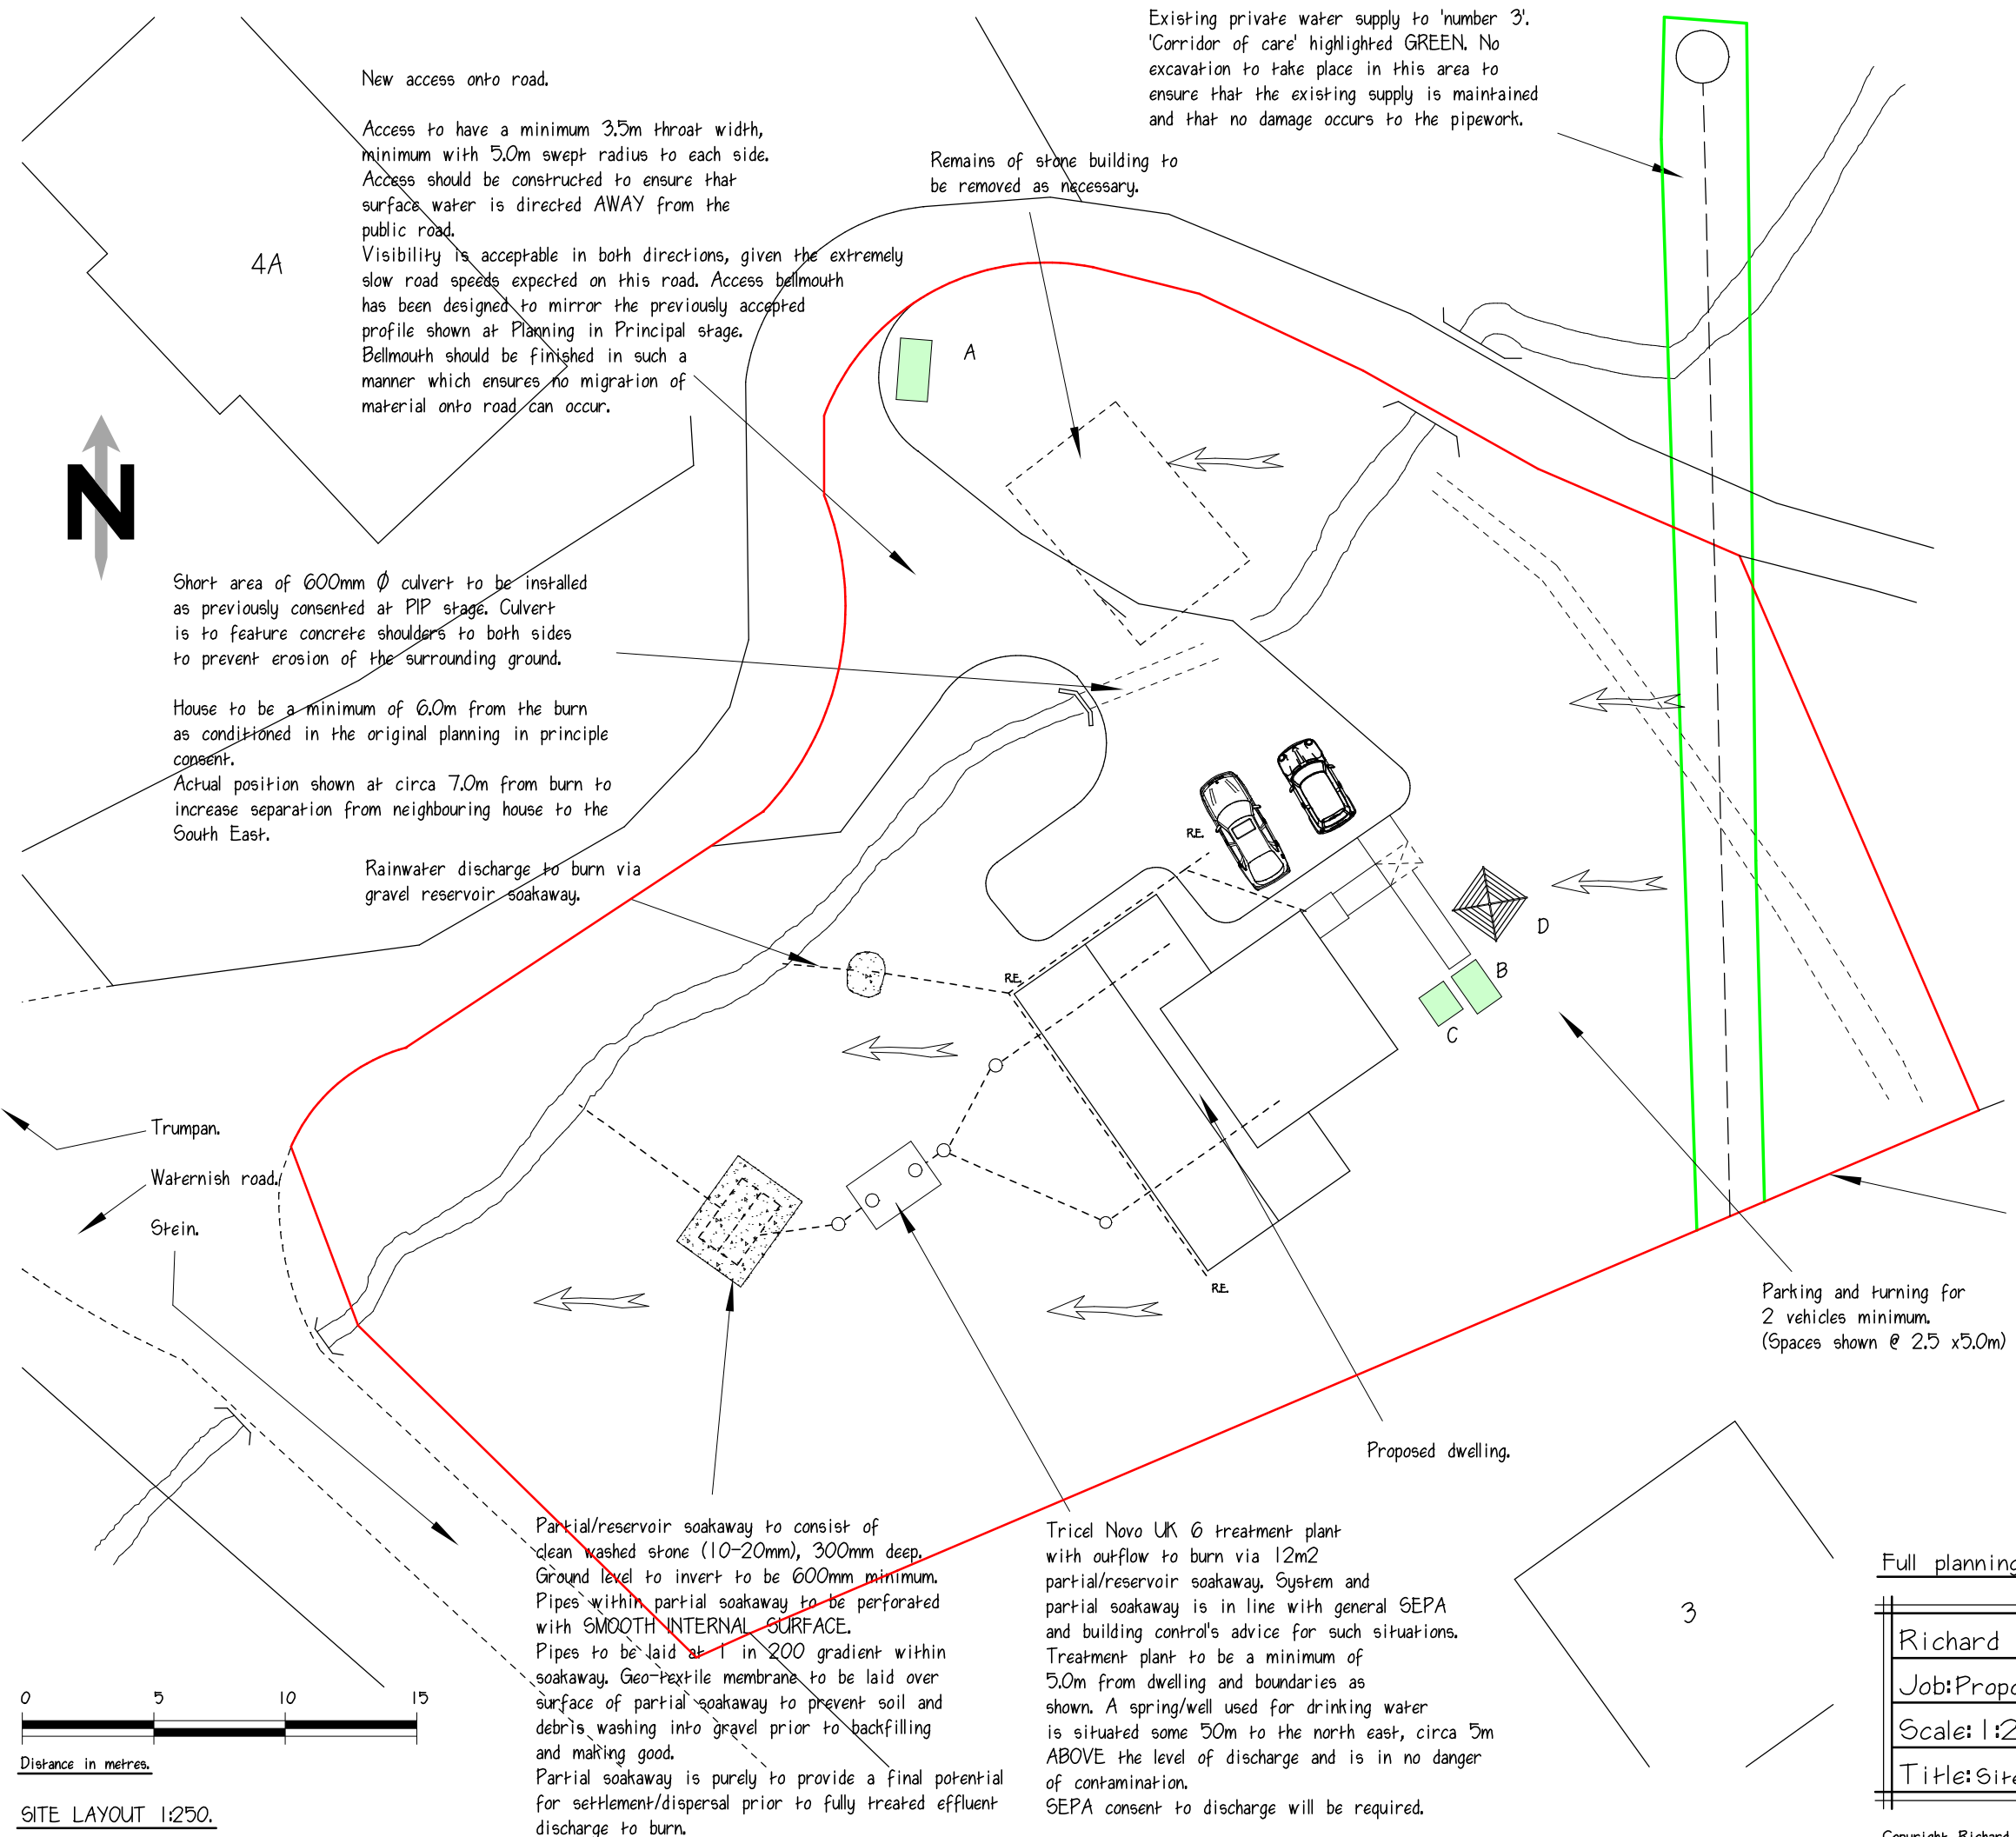 Existing private water supply to 'number 3'.
'Corridor of care' highlighted GREEN. No
excavation to take place in this area to
ensure that the existing supply is maintained
and that no damage occurs to the pipework.
New access onto road.
Access to have a minimum 3.5m throat width,
minimum with 5.0m swept radius to each side.
Access should be constructed to ensure that
surface water is directed AWAY from the
public road.
Visibility is acceptable in both directions, given the extremely
slow road speeds expected on this road. Access bellmouth
has been designed to mirror the previously accepted
profile shown at Planning in Principal stage.
Bellmouth should be finished in such a
manner which ensures no migration of
material onto road can occur.
Remains of stone building to
be removed as necessary.
4A
A
N
Short area of 600mm Ø culvert to be installed
as previously consented at PIP stage. Culvert
is to feature concrete shoulders to both sides
to prevent erosion of the surrounding ground.
House to be a minimum of 6.0m from the burn
as conditioned in the original planning in principle
consent.
Actual position shown at circa 7.0m from burn to
increase separation from neighbouring house to the
South East.
R.E.
Rainwater discharge to burn via
gravel reservoir soakaway.
D
B
R.E.
C
Trumpan.
Waternish road.
Stein.
R.E.
Parking and turning for
2 vehicles minimum.
(Spaces shown @ 2.5 x5.0m)
Proposed dwelling.
Partial/reservoir soakaway to consist of
clean washed stone (10-20mm), 300mm deep.
Ground level to invert to be 600mm minimum.
Pipes within partial soakaway to be perforated
with SMOOTH INTERNAL SURFACE.
Pipes to be laid at 1 in 200 gradient within
soakaway. Geo-textile membrane to be laid over
surface of partial soakaway to prevent soil and
debris washing into gravel prior to backfilling
and making good.
Partial soakaway is purely to provide a final potential
for settlement/dispersal prior to fully treated effluent
discharge to burn.
Tricel Novo UK 6 treatment plant
with outflow to burn via 12m2
partial/reservoir soakaway. System and
partial soakaway is in line with general SEPA
and building control's advice for such situations.
Treatment plant to be a minimum of
5.0m from dwelling and boundaries as
shown. A spring/well used for drinking water
is situated some 50m to the north east, circa 5m
ABOVE the level of discharge and is in no danger
of contamination.
SEPA consent to discharge will be required.
3
Full planning
Richard
Job:Propo
Scale:1:2
Title:Site
Copyright Richard
0 5 10 15
Distance in metres.
SITE LAYOUT 1:250.